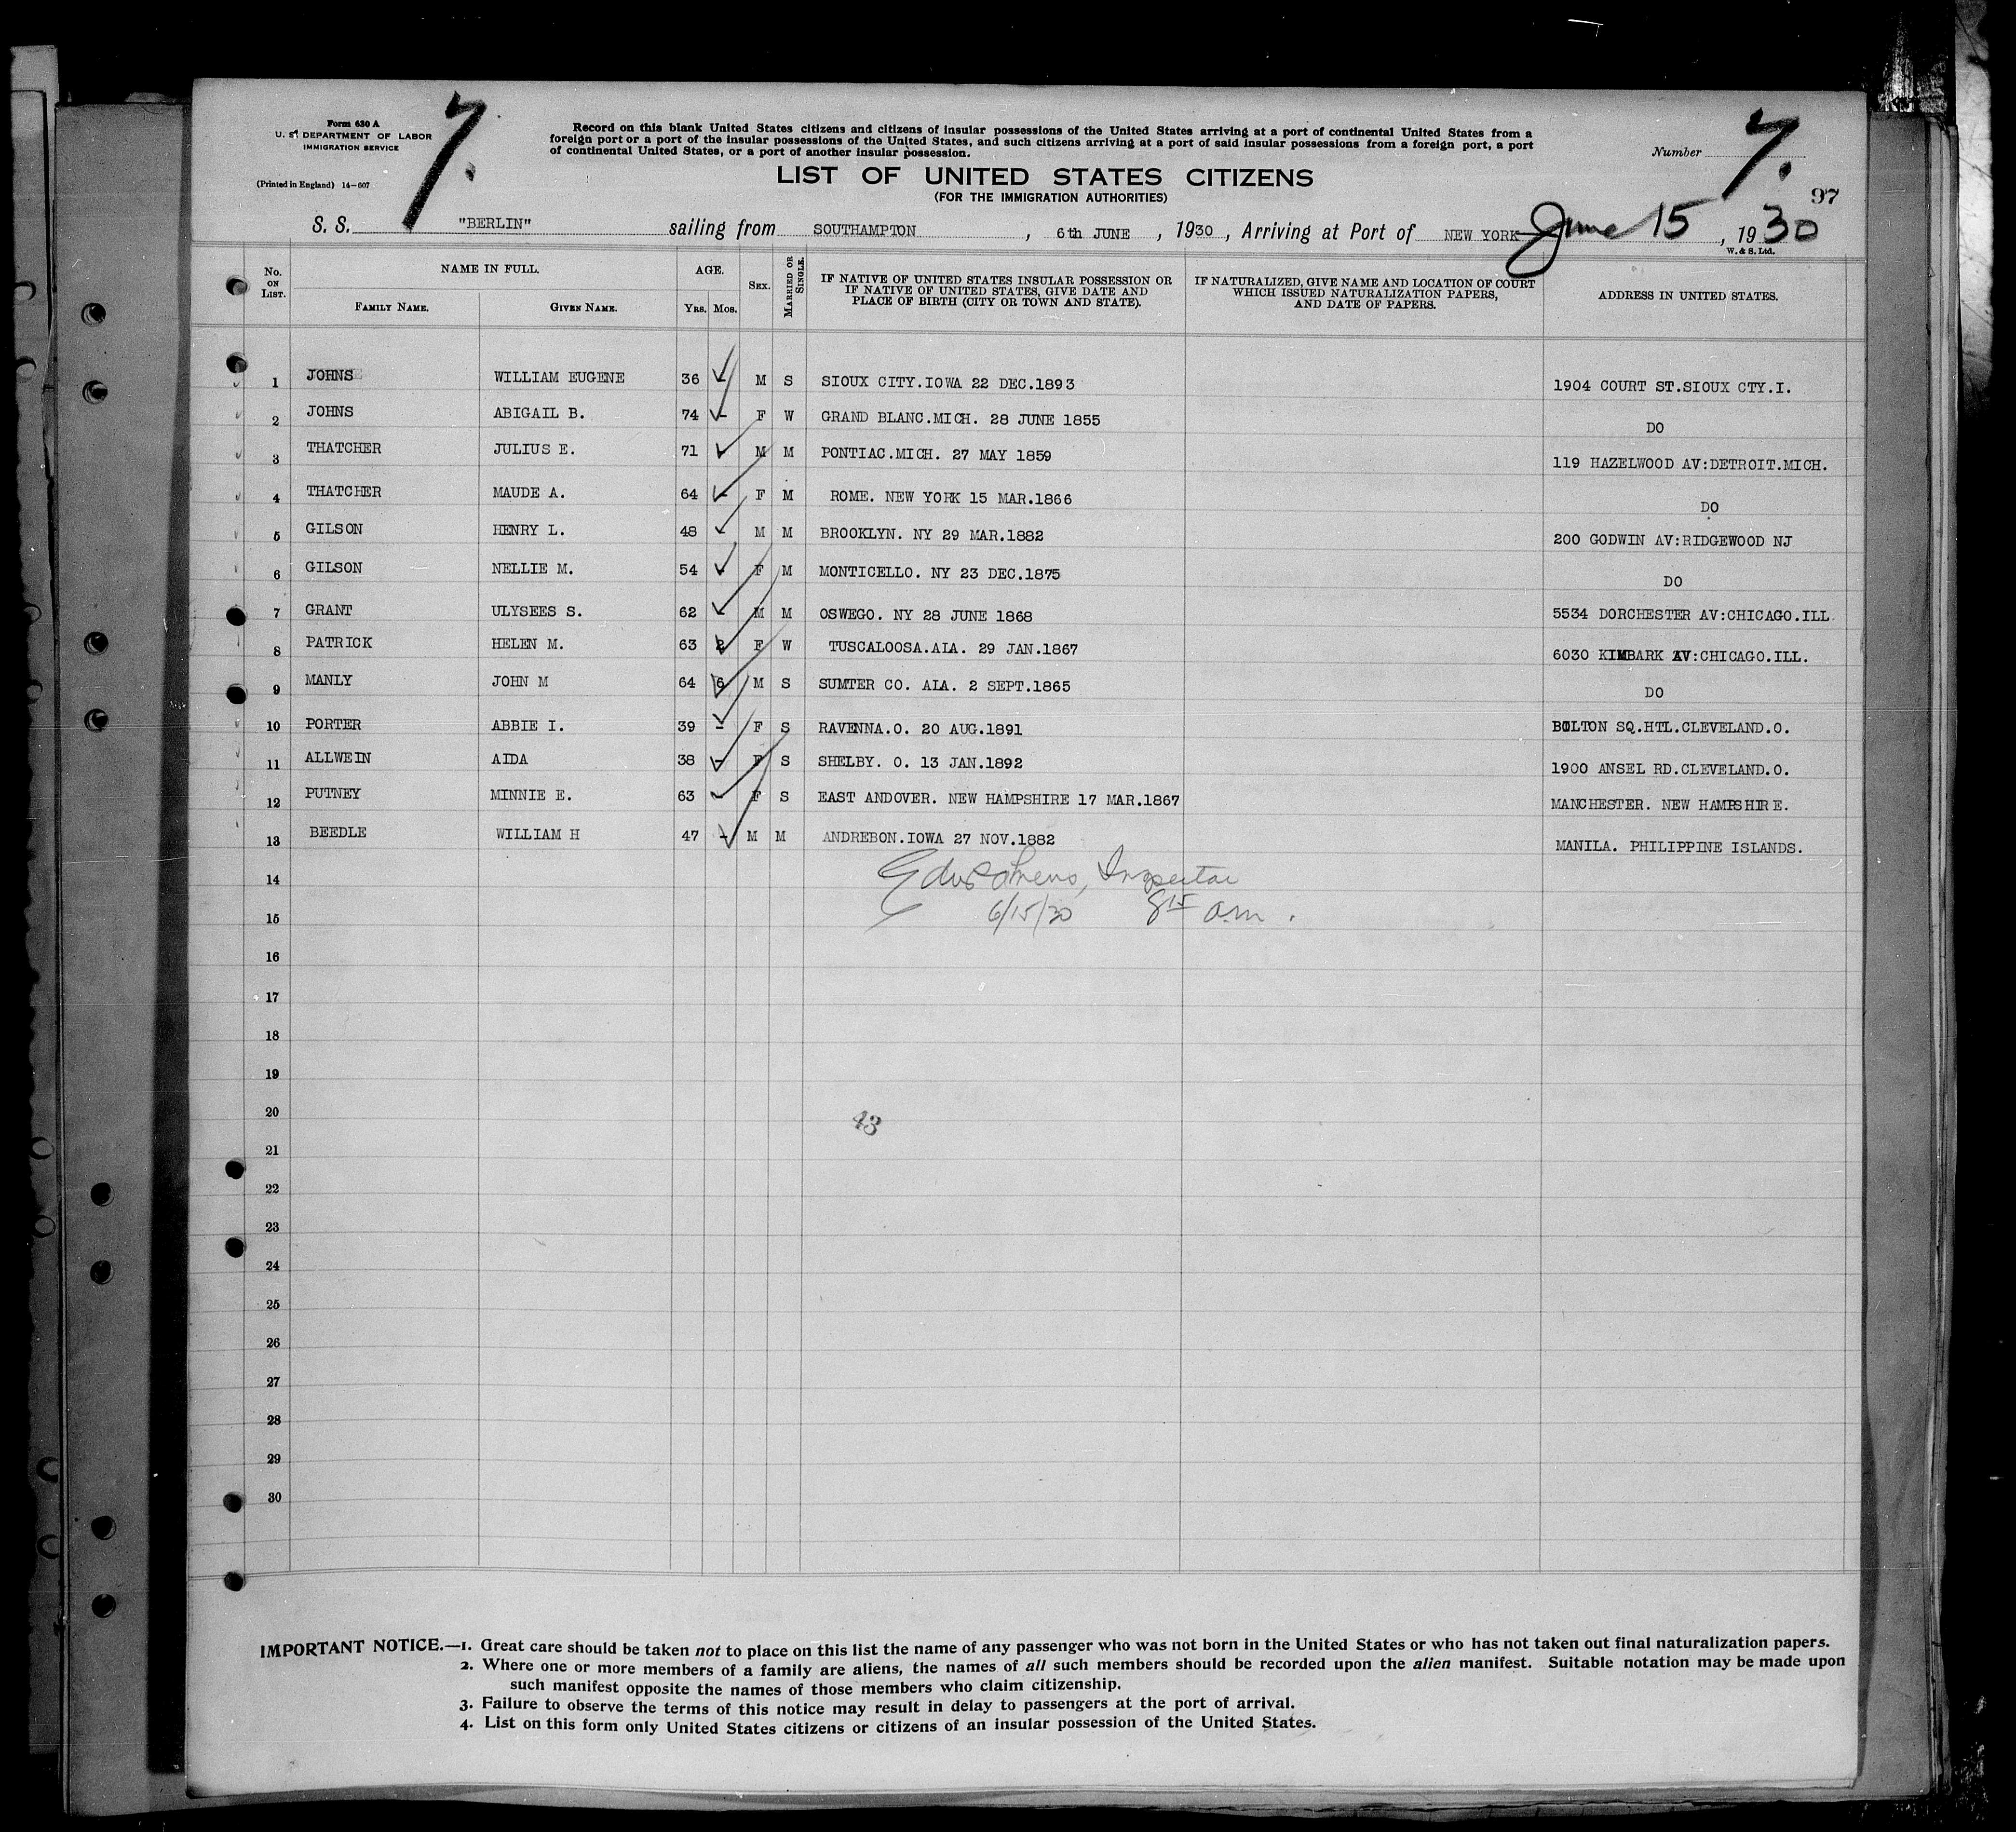 Form 630 A
U. S. DEPARTMENT OF LABOR
IMMIGRATION SERVICE
(Printed in England) 14-607
7.
Record on this blank United States citizens and citizens of insular possessions of the United States arriving at a port of continental United States from a
foreign port or a port of the insular possessions of the United States, and such citizens arriving at a port of said insular possessions from a foreign port, a port
of continental United States, or a port of another insular possession.
Number 7.
LIST OF UNITED STATES CITIZENS
(FOR THE IMMIGRATION AUTHORITIES)
97
S. S. "BERLIN" sailing from SOUTHAMPTON , 6th JUNE , 1930 , Arriving at Port of NEW YORK June 15 , 1930
W. & S. Ltd.
No. ON LIST. NAME IN FULL. FAMILY NAME. GIVEN NAME. AGE. YRS. MOS. SEX. MARRIED OR SINGLE. IF NATIVE OF UNITED STATES INSULAR POSSESSION OR IF NATIVE OF UNITED STATES, GIVE DATE AND PLACE OF BIRTH (CITY OR TOWN AND STATE). IF NATURALIZED, GIVE NAME AND LOCATION OF COURT WHICH ISSUED NATURALIZATION PAPERS, AND DATE OF PAPERS. ADDRESS IN UNITED STATES.
1 JOHNS WILLIAM EUGENE 36 - M S SIOUX CITY.IOWA 22 DEC.1893 1904 COURT ST.SIOUX CTY.I.
2 JOHNS ABIGAIL B. 74 - F W GRAND BLANC.MICH. 28 JUNE 1855 DO
3 THATCHER JULIUS E. 71 - M M PONTIAC.MICH. 27 MAY 1859 119 HAZELWOOD AV:DETROIT.MICH.
4 THATCHER MAUDE A. 64 - F M ROME. NEW YORK 15 MAR.1866 DO
5 GILSON HENRY L. 48 - M M BROOKLYN. NY 29 MAR.1882 200 GODWIN AV:RIDGEWOOD NJ
6 GILSON NELLIE M. 54 - F M MONTICELLO. NY 23 DEC.1875 DO
7 GRANT ULYSEES S. 62 - M M OSWEGO. NY 28 JUNE 1868 5534 DORCHESTER AV:CHICAGO.ILL
8 PATRICK HELEN M. 63 2 F W TUSCALOOSA.ALA. 29 JAN.1867 6030 KIMBARK AV:CHICAGO.ILL.
9 MANLY JOHN M 64 6 M S SUMTER CO. ALA. 2 SEPT.1865 DO
10 PORTER ABBIE I. 39 - F S RAVENNA.O. 20 AUG.1891 BOLTON SQ.HTL.CLEVELAND.O.
11 ALLWEIN AIDA 38 - F S SHELBY. O. 13 JAN.1892 1900 ANSEL RD.CLEVELAND.O.
12 PUTNEY MINNIE E. 63 - F S EAST ANDOVER. NEW HAMPSHIRE 17 MAR.1867 MANCHESTER. NEW HAMPSHIRE.
13 BEEDLE WILLIAM H 47 - M M ANDREBON.IOWA 27 NOV.1882 MANILA. PHILIPPINE ISLANDS.
14 Inspector
15 6/15/30 8 15 a.m.
16
17
18
19
20
43
21
22
23
24
25
26
27
28
29
30
IMPORTANT NOTICE.—1. Great care should be taken not to place on this list the name of any passenger who was not born in the United States or who has not taken out final naturalization papers.
2. Where one or more members of a family are aliens, the names of all such members should be recorded upon the alien manifest. Suitable notation may be made upon
such manifest opposite the names of those members who claim citizenship.
3. Failure to observe the terms of this notice may result in delay to passengers at the port of arrival.
4. List on this form only United States citizens or citizens of an insular possession of the United States.